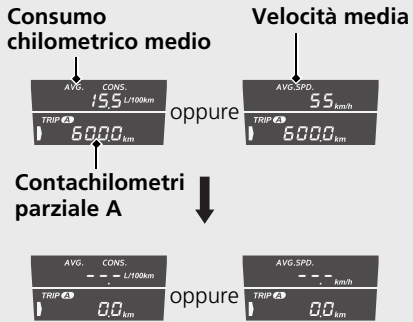 Consumo
chilometrico medio
Velocità media
AVG. CONS.
15.5 L/100km
TRIP A
600.0 km
oppure
AVG.SPD.
55 km/h
TRIP A
600.0 km
Contachilometri
parziale A
AVG. CONS.
--.- L/100km
TRIP A
0.0 km
oppure
AVG.SPD.
--.- km/h
TRIP A
0.0 km